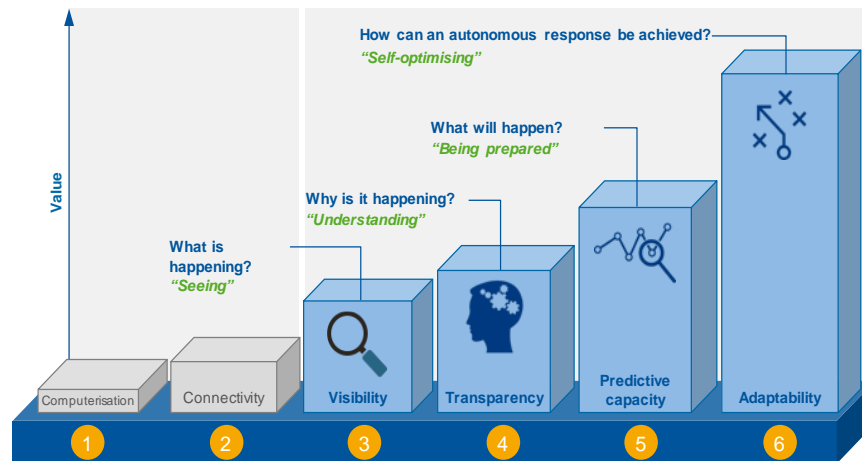 How can an autonomous response be achieved?
“Self-optimising”
What will happen?
“Being prepared”
Why is it happening?
“Understanding”
What is
happening?
“Seeing”
Value
Computerisation
Connectivity
Visibility
Transparency
Predictive
capacity
Adaptability
1
2
3
4
5
6